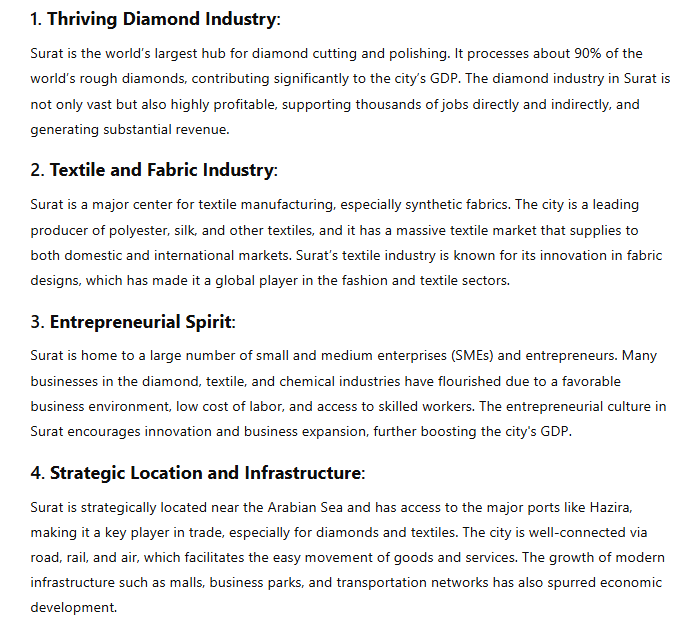 1. Thriving Diamond Industry:
Surat is the world's largest hub for diamond cutting and polishing. It processes about 90% of the
world's rough diamonds, contributing significantly to the city's GDP. The diamond industry in Surat is
not only vast but also highly profitable, supporting thousands of jobs directly and indirectly, and
generating substantial revenue.
2. Textile and Fabric Industry:
Surat is a major center for textile manufacturing, especially synthetic fabrics. The city is a leading
producer of polyester, silk, and other textiles, and it has a massive textile market that supplies to
both domestic and international markets. Surat's textile industry is known for its innovation in fabric
designs, which has made it a global player in the fashion and textile sectors.
3. Entrepreneurial Spirit:
Surat is home to a large number of small and medium enterprises (SMEs) and entrepreneurs. Many
businesses in the diamond, textile, and chemical industries have flourished due to a favorable
business environment, low cost of labor, and access to skilled workers. The entrepreneurial culture in
Surat encourages innovation and business expansion, further boosting the city's GDP.
4. Strategic Location and Infrastructure:
Surat is strategically located near the Arabian Sea and has access to the major ports like Hazira,
making it a key player in trade, especially for diamonds and textiles. The city is well-connected via
road, rail, and air, which facilitates the easy movement of goods and services. The growth of modern
infrastructure such as malls, business parks, and transportation networks has also spurred economic
development.